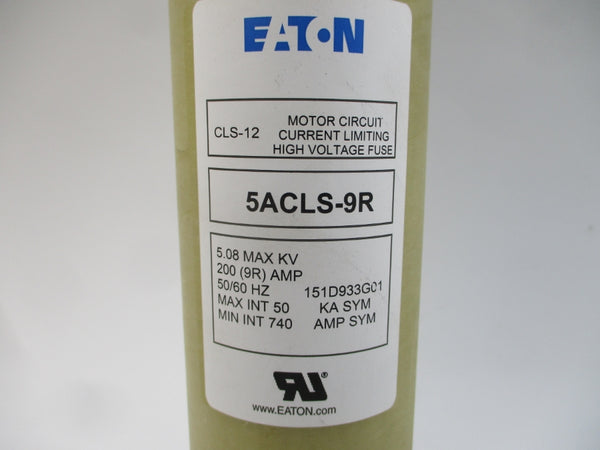 EATON
CLS-12
MOTOR CIRCUIT
CURRENT LIMITING
HIGH VOLTAGE FUSE
5ACLS-9R
5.08 MAX KV
200 (9R) AMP
50/60 HZ 151D933G01
MAX INT 50 KA SYM
MIN INT 740 AMP SYM
RU®
www.EATON.com